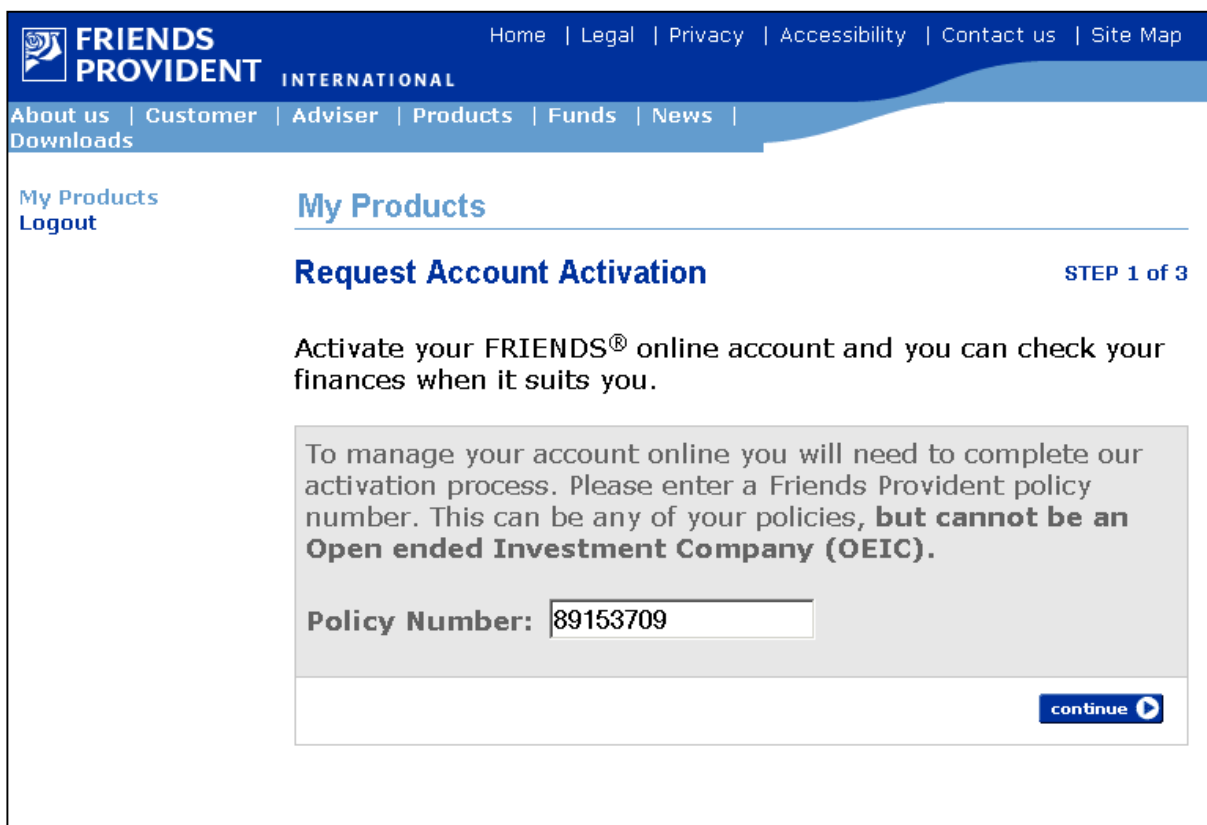 FRIENDS
PROVIDENT INTERNATIONAL
Home | Legal | Privacy | Accessibility | Contact us | Site Map
About us | Customer | Adviser | Products | Funds | News |
Downloads
My Products
Logout
My Products
Request Account Activation STEP 1 of 3
Activate your FRIENDS® online account and you can check your
finances when it suits you.
To manage your account online you will need to complete our
activation process. Please enter a Friends Provident policy
number. This can be any of your policies, but cannot be an
Open ended Investment Company (OEIC).
Policy Number: 89153709
continue